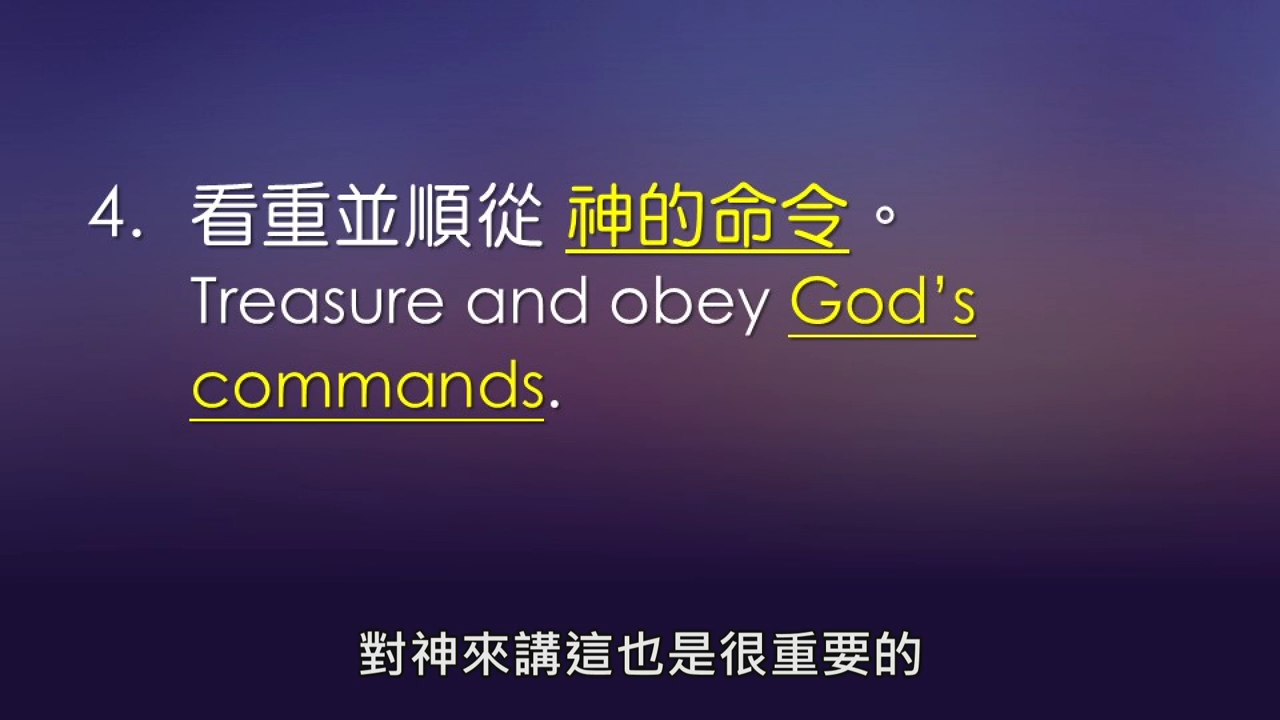 4. 看重並順從 神的命令。
Treasure and obey God’s
commands.
對神來講這也是很重要的